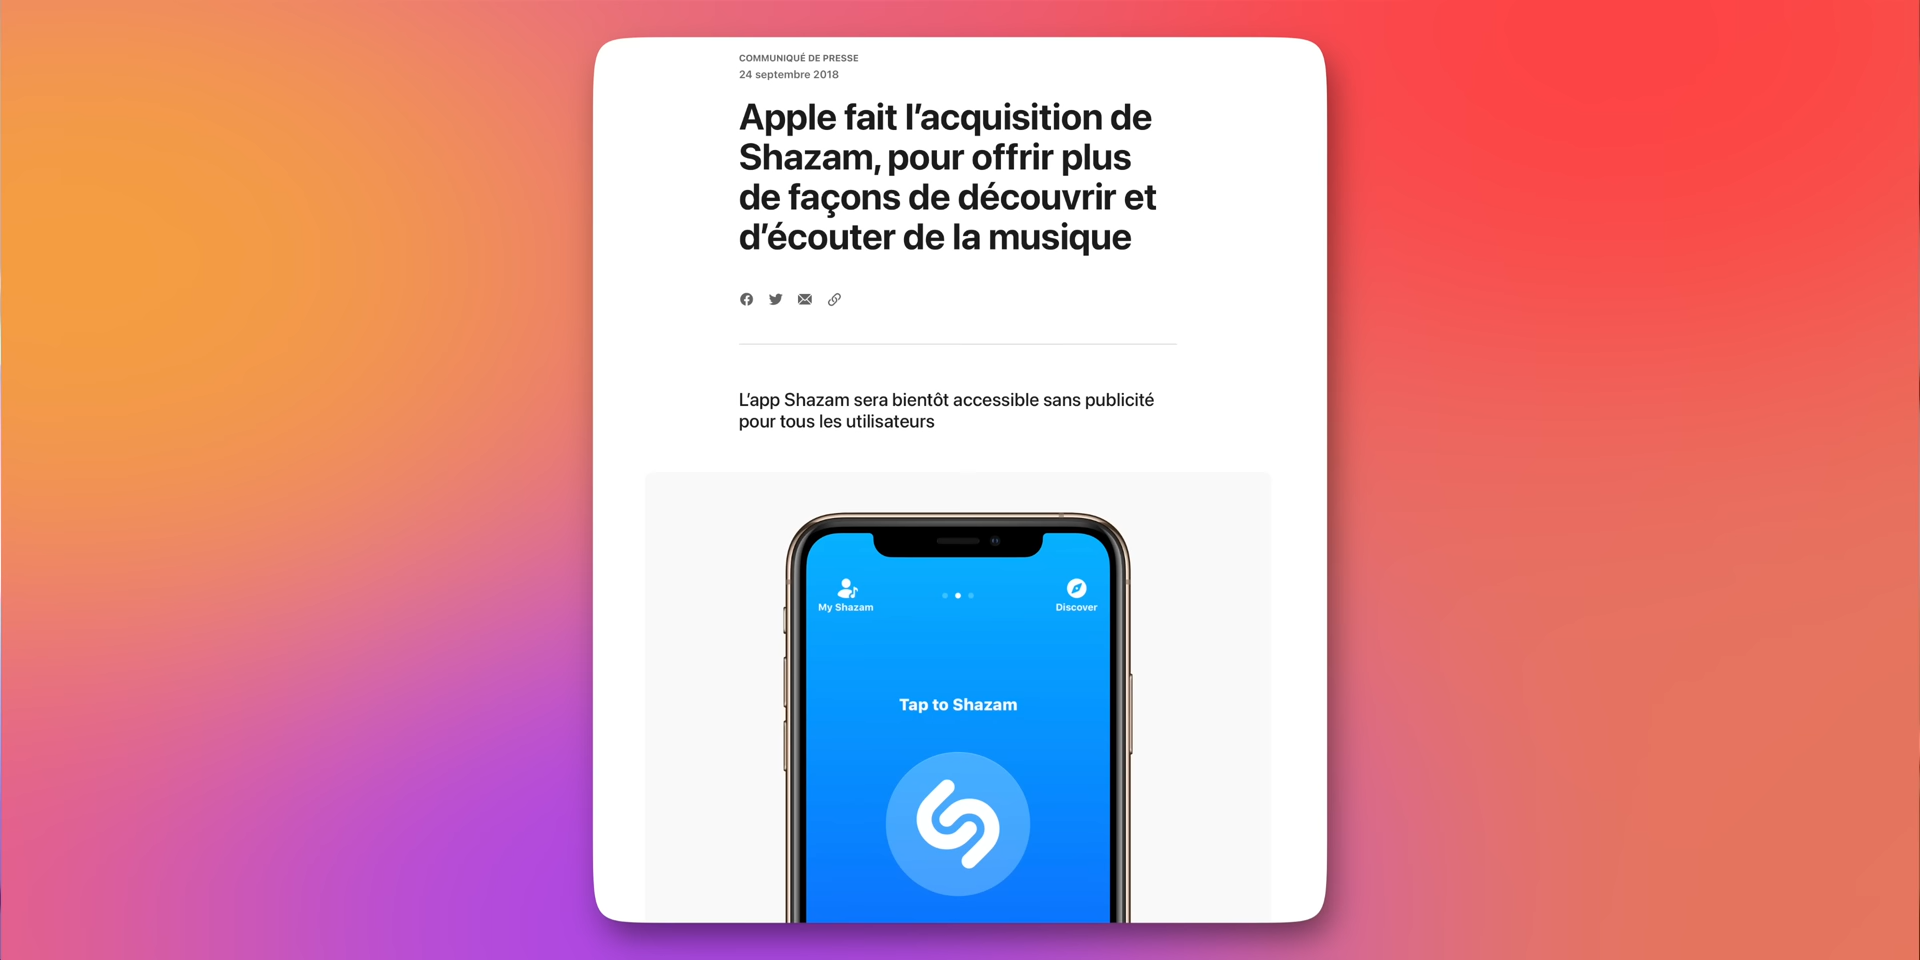 COMMUNIQUÉ DE PRESSE
24 septembre 2018
Apple fait l’acquisition de
Shazam, pour offrir plus
de façons de découvrir et
d’écouter de la musique
L’app Shazam sera bientôt accessible sans publicité
pour tous les utilisateurs
My Shazam
Discover
Tap to Shazam